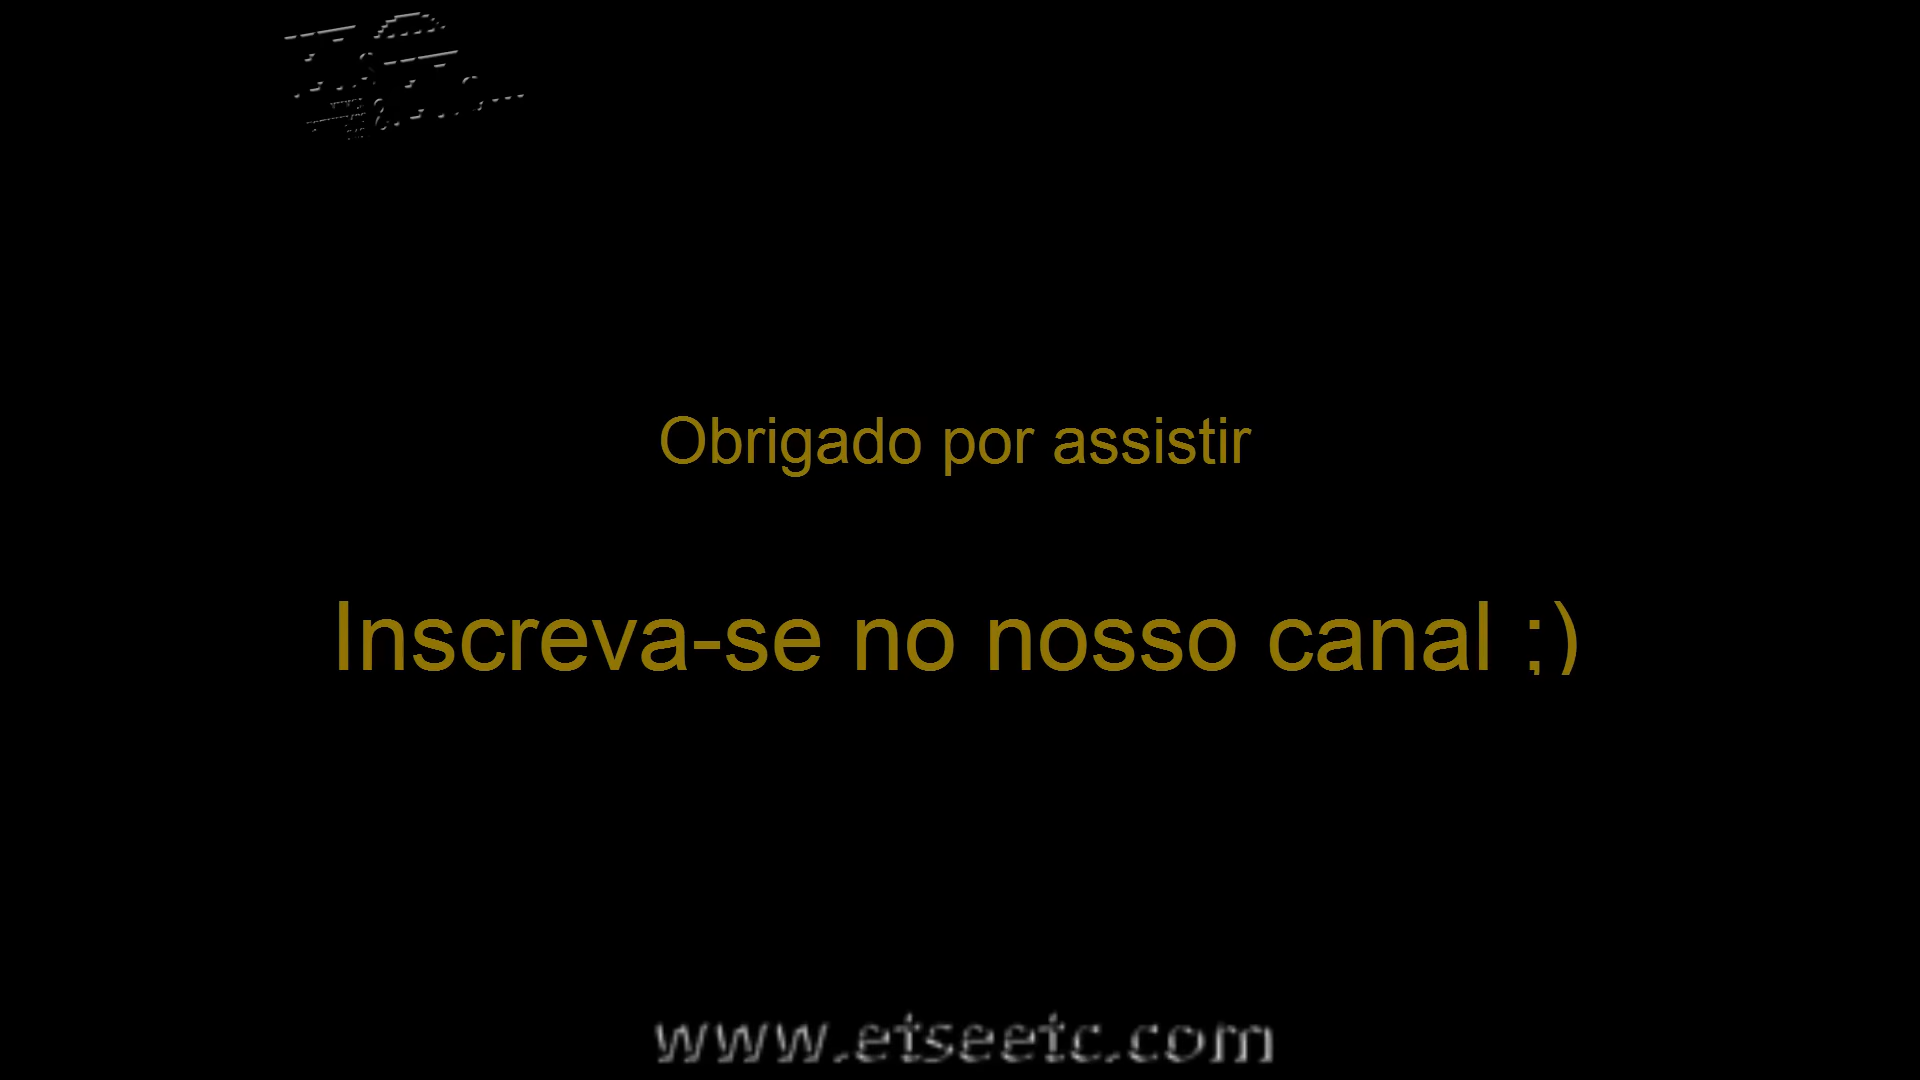 Obrigado por assistir
Inscreva-se no nosso canal ;)
www.etseetc.com